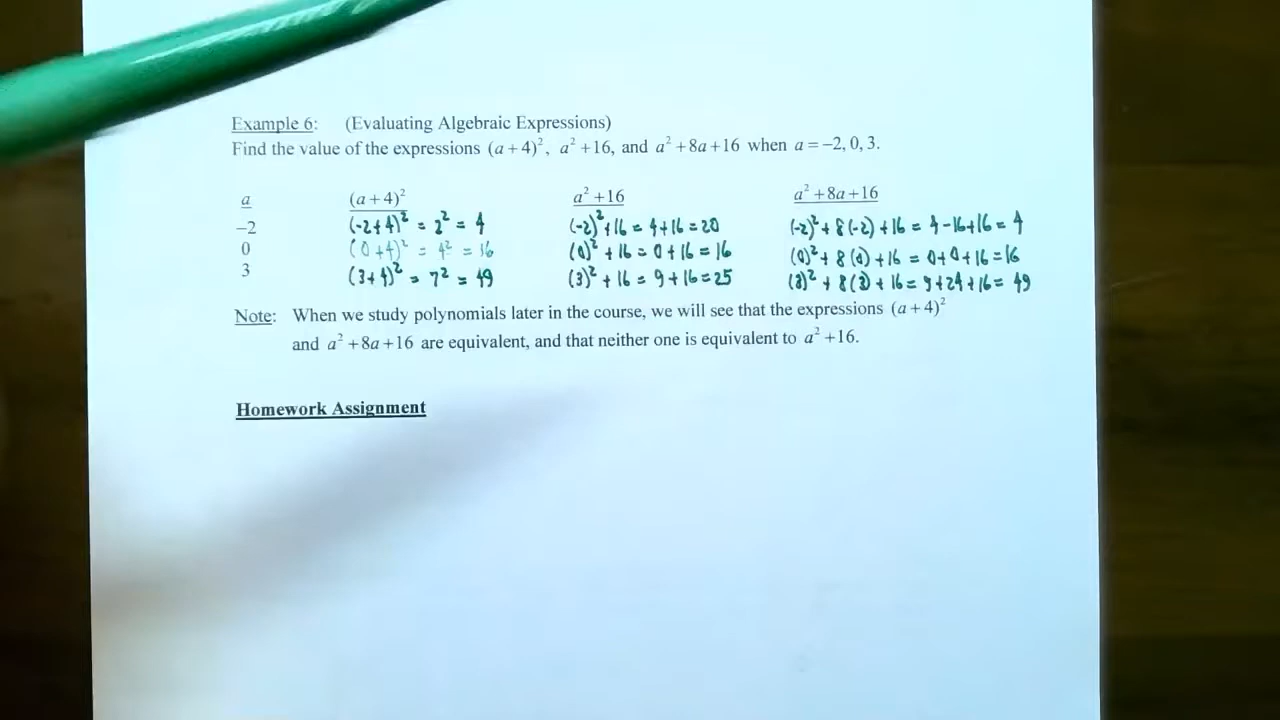 Example 6: (Evaluating Algebraic Expressions)
Find the value of the expressions (a+4)², a²+16, and a²+8a+16 when a=−2, 0, 3.
a (a+4)² a²+16 a²+8a+16
−2 (-2+4)² = 2² = 4 (-2)²+16 = 4+16 = 20 (-2)²+8(-2)+16 = 4-16+16 = 4
0 (0+4)² = 4² = 16 (0)²+16 = 0+16 = 16 (0)²+8(0)+16 = 0+0+16 = 16
3 (3+4)² = 7² = 49 (3)²+16 = 9+16 = 25 (3)²+8(3)+16 = 9+24+16 = 49
Note: When we study polynomials later in the course, we will see that the expressions (a+4)²
and a²+8a+16 are equivalent, and that neither one is equivalent to a²+16.
Homework Assignment